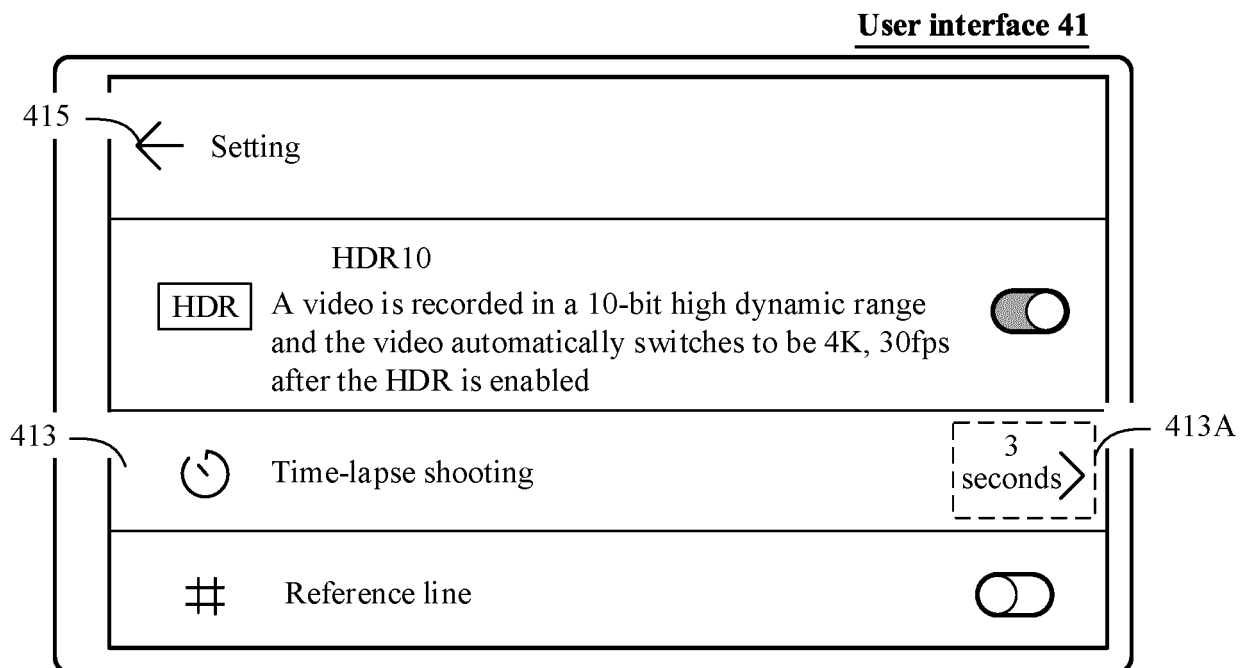 User interface 41
415
Setting
HDR10
HDR
A video is recorded in a 10-bit high dynamic range
and the video automatically switches to be 4K, 30fps
after the HDR is enabled
413
Time-lapse shooting
3
seconds
413A
Reference line